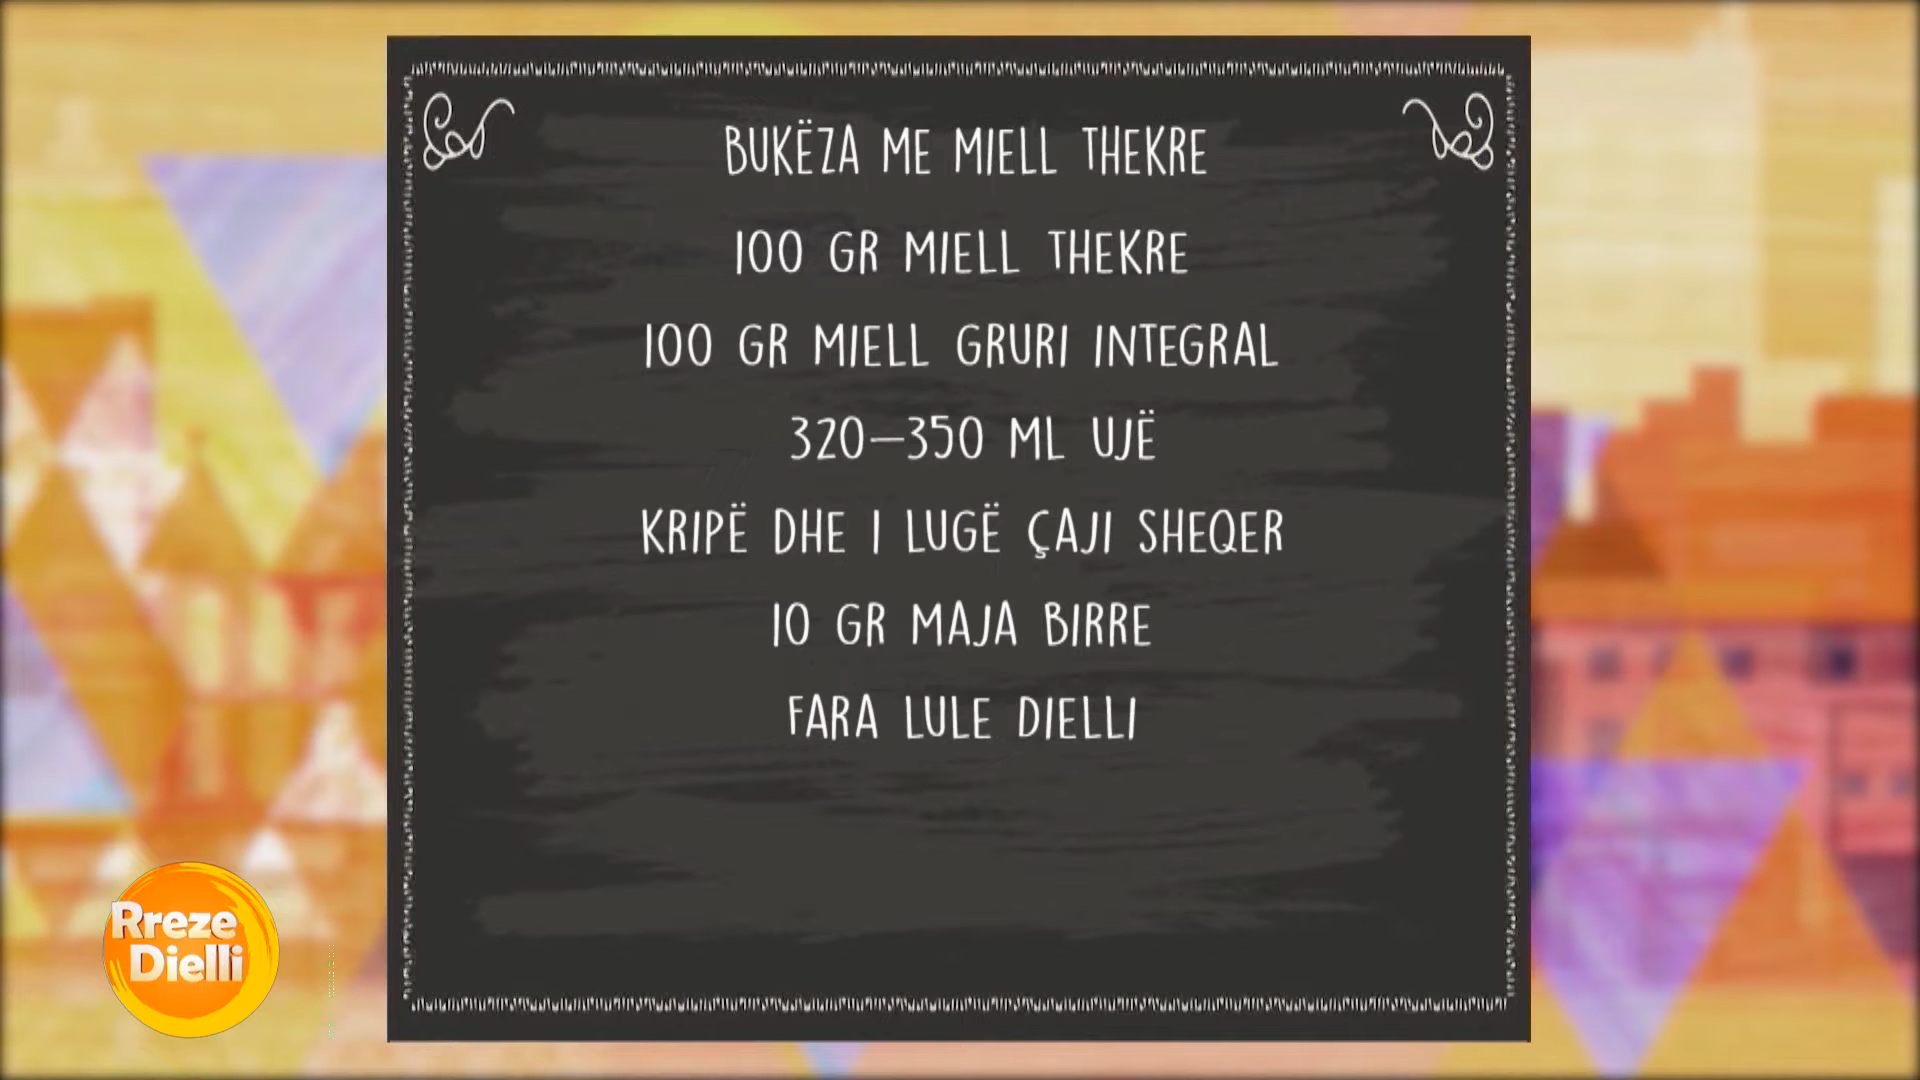 BUKËZA ME MIELL THEKRE
100 GR MIELL THEKRE
100 GR MIELL GRURI INTEGRAL
320-350 ML UJË
KRIPË DHE 1 LUGË ÇAJI SHEQER
10 GR MAJA BIRRE
FARA LULE DIELLI
Rreze
Dielli